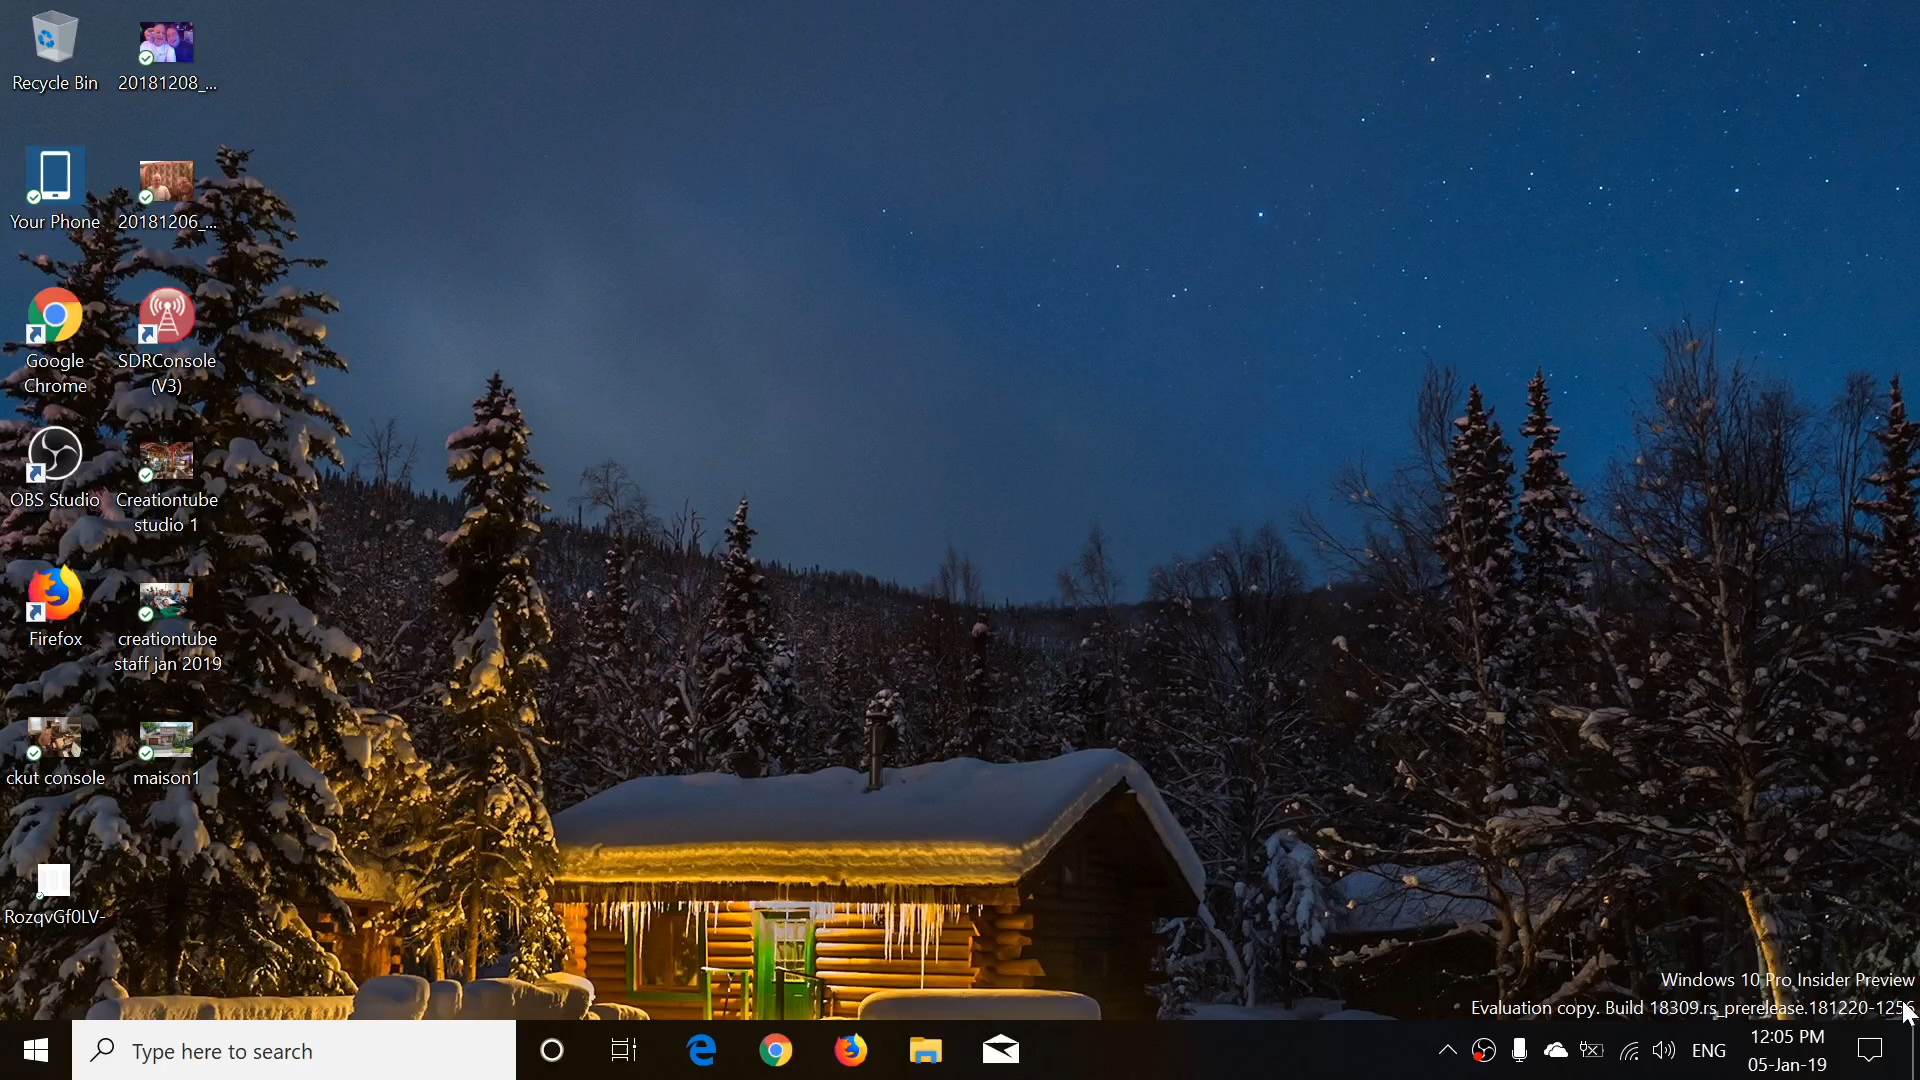 Recycle Bin
20181208_...
Your Phone
20181206_...
Google
Chrome
SDRConsole
(V3)
OBS Studio
Creationtube
studio 1
Firefox
creationtube
staff jan 2019
ckut console
maison1
RozqvGf0LV-
Windows 10 Pro Insider Preview
Evaluation copy. Build 18309.rs_prerelease.181220-1256
Type here to search
ENG
12:05 PM
05-Jan-19